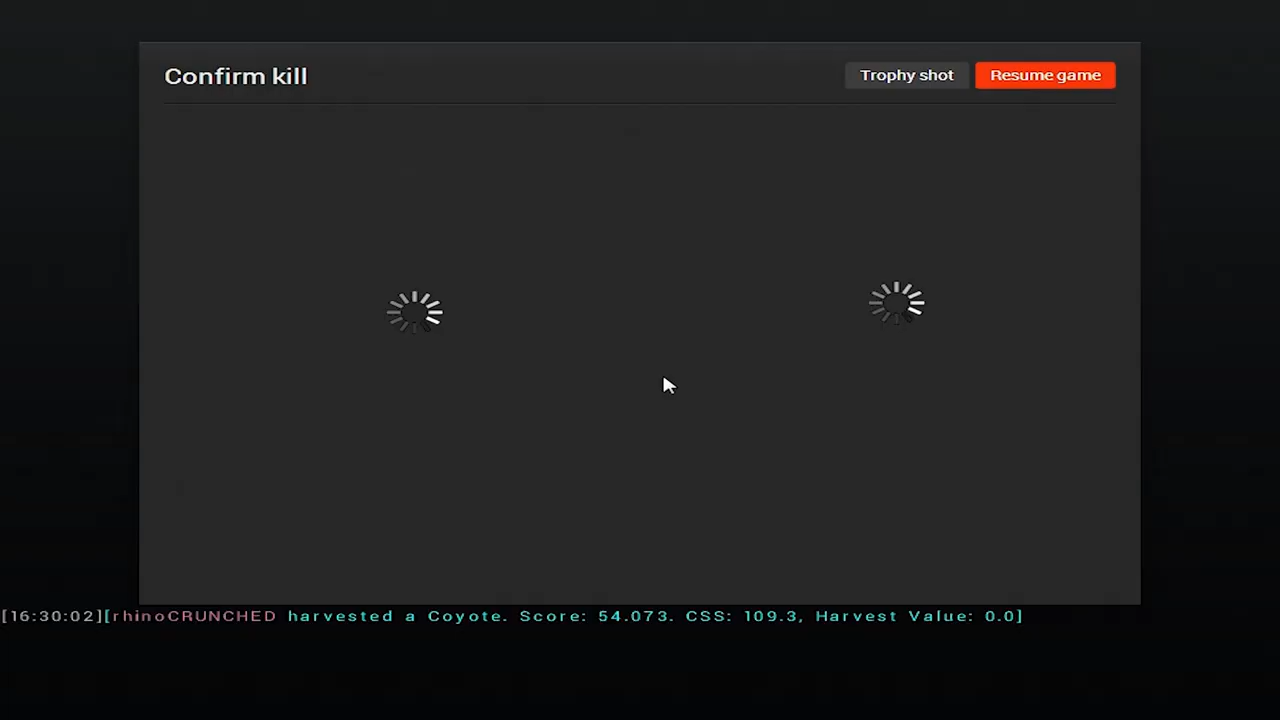 Confirm kill
Trophy shot
Resume game
[16:30:02][rhinoCRUNCHED harvested a Coyote. Score: 54.073. CSS: 109.3, Harvest Value: 0.0]